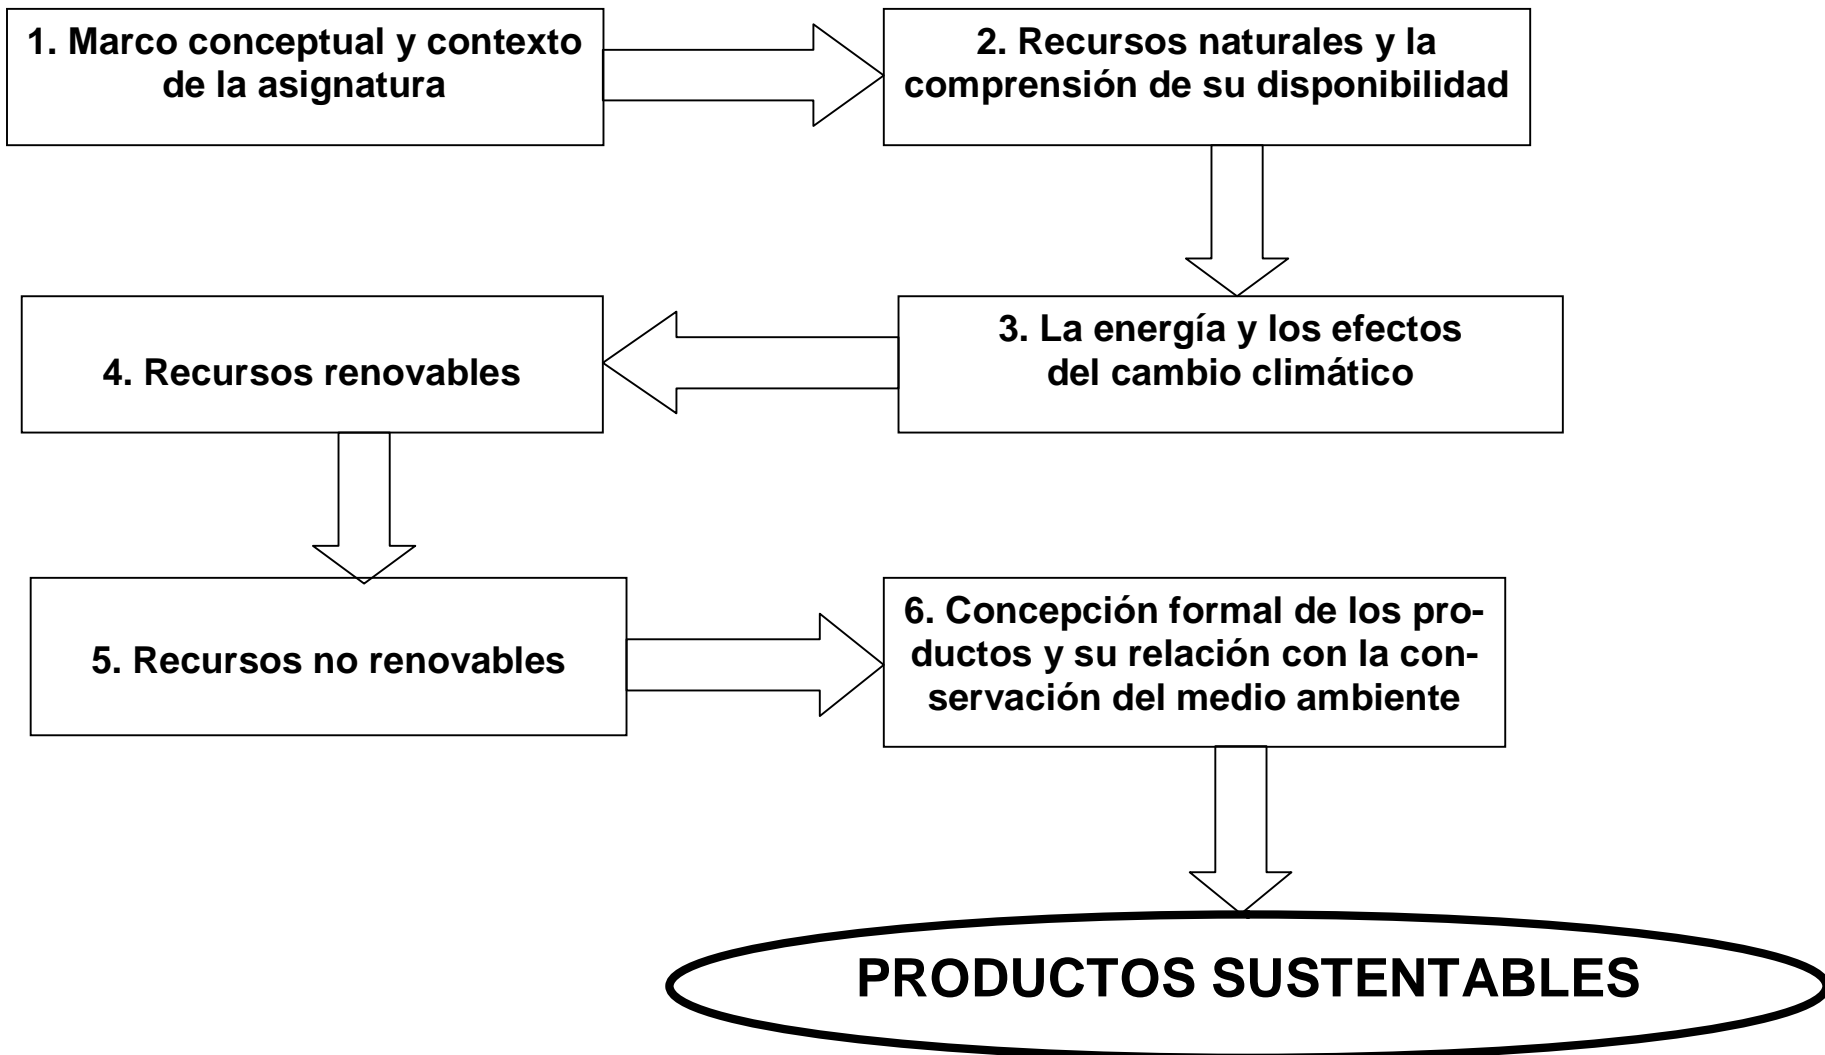 1. Marco conceptual y contexto
de la asignatura
2. Recursos naturales y la
comprensión de su disponibilidad
3. La energía y los efectos
del cambio climático
4. Recursos renovables
5. Recursos no renovables
6. Concepción formal de los pro-
ductos y su relación con la con-
servación del medio ambiente
PRODUCTOS SUSTENTABLES